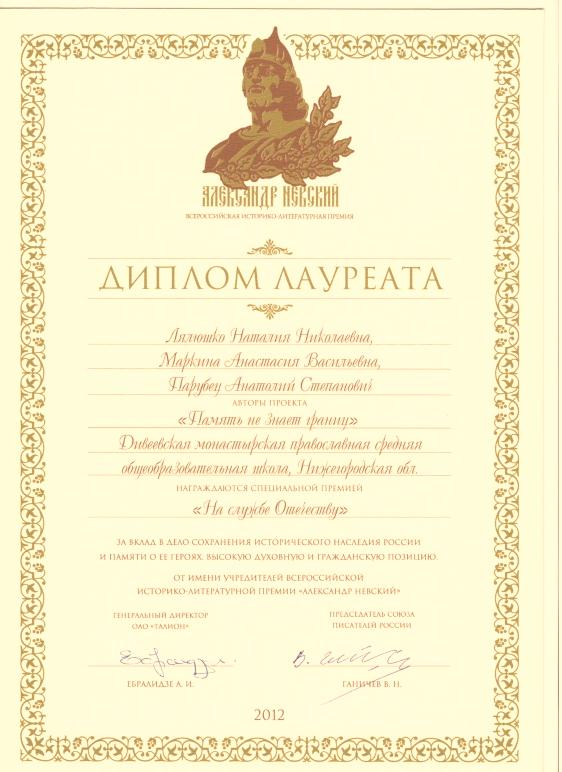 АЛЕКСАНДР НЕВСКИЙ
ВСЕРОССИЙСКАЯ ИСТОРИКО-ЛИТЕРАТУРНАЯ ПРЕМИЯ
ДИПЛОМ ЛАУРЕАТА
Лялюшко Наталия Николаевна,
Маркина Анастасия Васильевна,
Парубец Анатолий Степанович
АВТОРЫ ПРОЕКТА
«Память не знает границ»
Дивеевская монастырская православная средняя
общеобразовательная школа, Нижегородская обл.
НАГРАЖДАЮТСЯ СПЕЦИАЛЬНОЙ ПРЕМИЕЙ
«На службе Отечеству»
ЗА ВКЛАД В ДЕЛО СОХРАНЕНИЯ ИСТОРИЧЕСКОГО НАСЛЕДИЯ РОССИИ
И ПАМЯТИ О ЕЕ ГЕРОЯХ, ВЫСОКУЮ ДУХОВНУЮ И ГРАЖДАНСКУЮ ПОЗИЦИЮ.
ОТ ИМЕНИ УЧРЕДИТЕЛЕЙ ВСЕРОССИЙСКОЙ
ИСТОРИКО-ЛИТЕРАТУРНОЙ ПРЕМИИ «АЛЕКСАНДР НЕВСКИЙ»
ГЕНЕРАЛЬНЫЙ ДИРЕКТОР
ОАО «ТАЛИОН»
ПРЕДСЕДАТЕЛЬ СОЮЗА
ПИСАТЕЛЕЙ РОССИИ
ЕБРАЛИДЗЕ А. И.
ГАНИЧЕВ В. Н.
2012